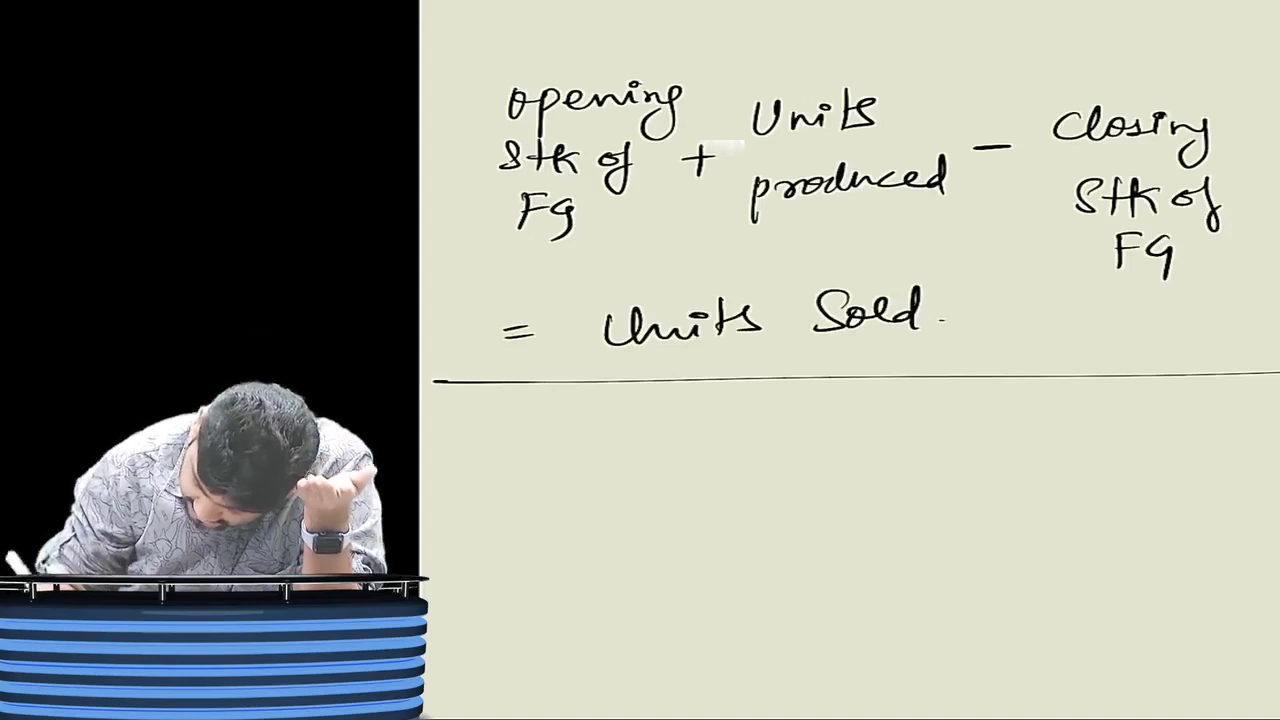 opening Units Closing
Stk of + produced − Stk of
FG FG
= Units Sold.